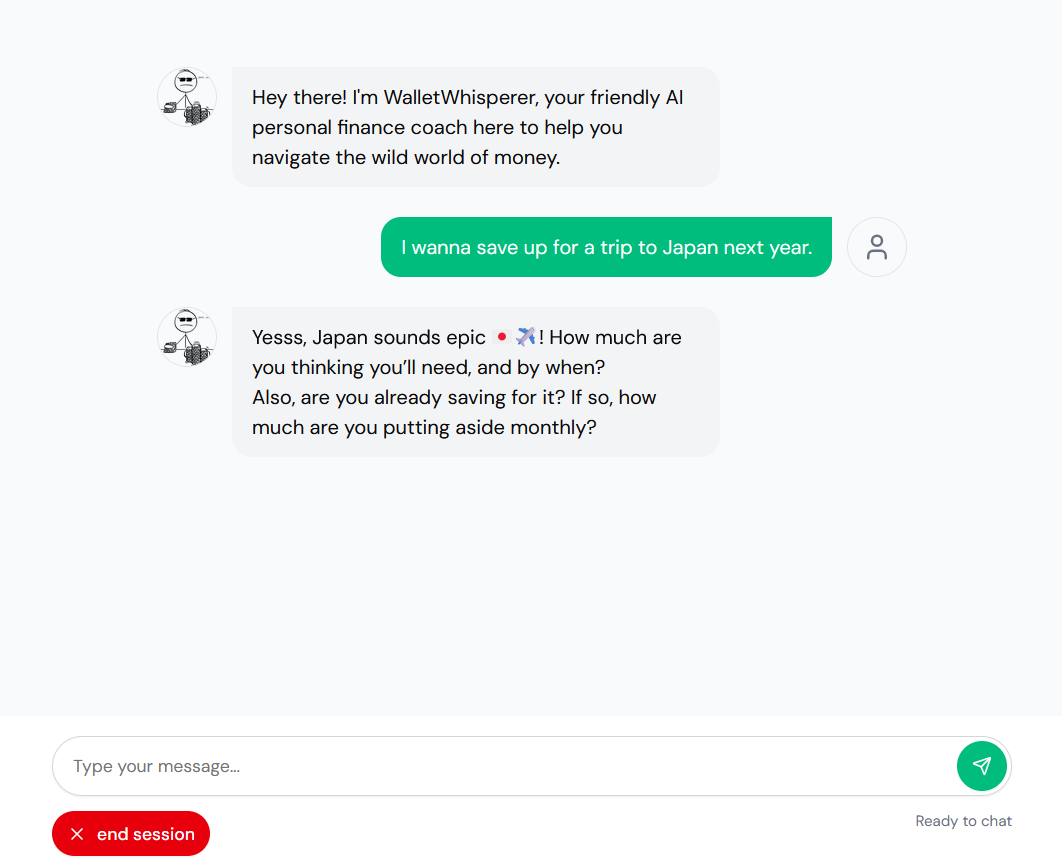 Hey there! I'm WalletWhisperer, your friendly AI
personal finance coach here to help you
navigate the wild world of money.
I wanna save up for a trip to Japan next year.
Yesss, Japan sounds epic 🇯🇵✈️! How much are
you thinking you’ll need, and by when?
Also, are you already saving for it? If so, how
much are you putting aside monthly?
Type your message...
end session
Ready to chat